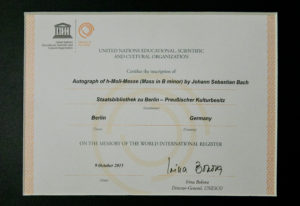 UNITED NATIONS EDUCATIONAL, SCIENTIFIC
AND CULTURAL ORGANIZATION
Certifies the inscription of
Autograph of h-Moll-Messe (Mass in B minor) by Johann Sebastian Bach
Staatsbibliothek zu Berlin – Preußischer Kulturbesitz
Berlin
Germany
ON THE MEMORY OF THE WORLD INTERNATIONAL REGISTER
9 October 2015
Irina Bokova
Irina Bokova
Director-General, UNESCO